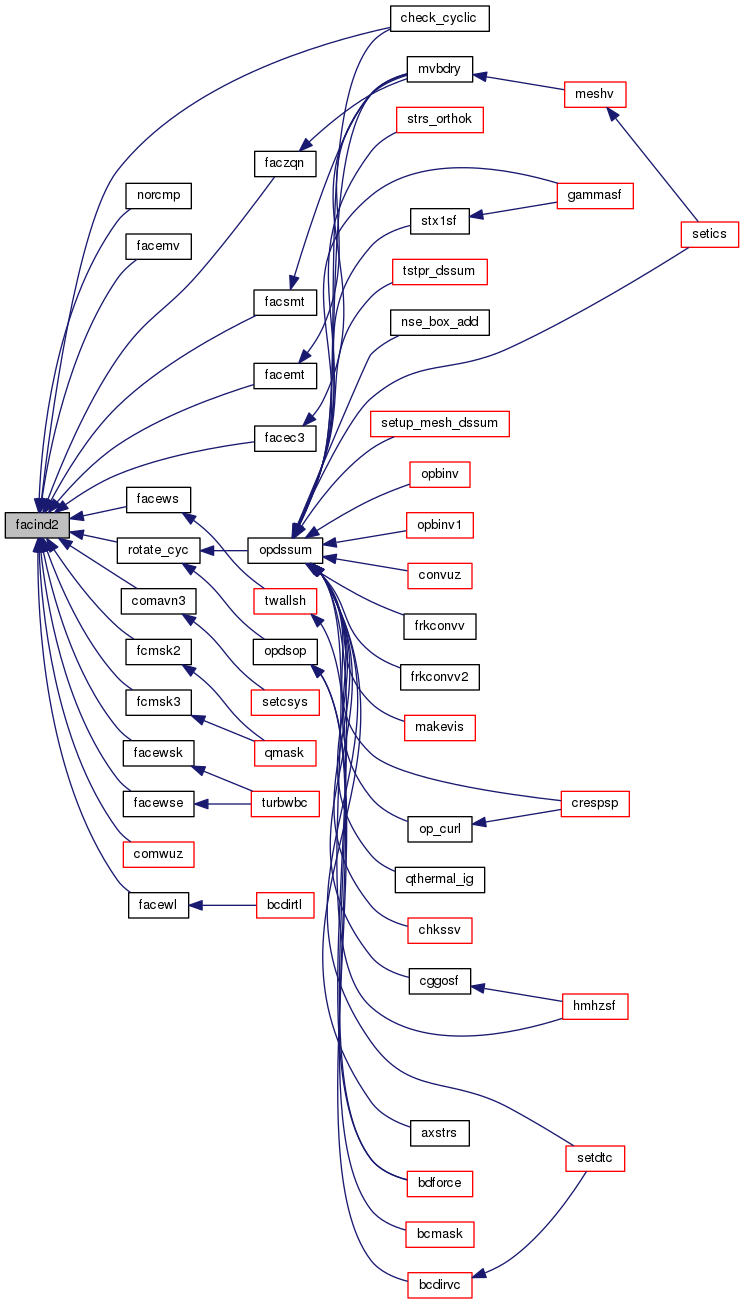 check_cyclic
mvbdry
meshv
strs_orthok
faczqn
norcmp
gammasf
stx1sf
setics
facemv
tstpr_dssum
facsmt
nse_box_add
facemt
setup_mesh_dssum
facec3
opbinv
facews
facind2
opbinv1
rotate_cyc
opdssum
convuz
comavn3
twallsh
frkconvv
fcmsk2
opdsop
frkconvv2
fcmsk3
setcsys
makevis
facewsk
qmask
facewse
turbwbc
crespsp
op_curl
comwuz
qthermal_ig
facewl
bcdirtl
chkssv
cggosf
hmhzsf
axstrs
setdtc
bdforce
bcmask
bcdirvc